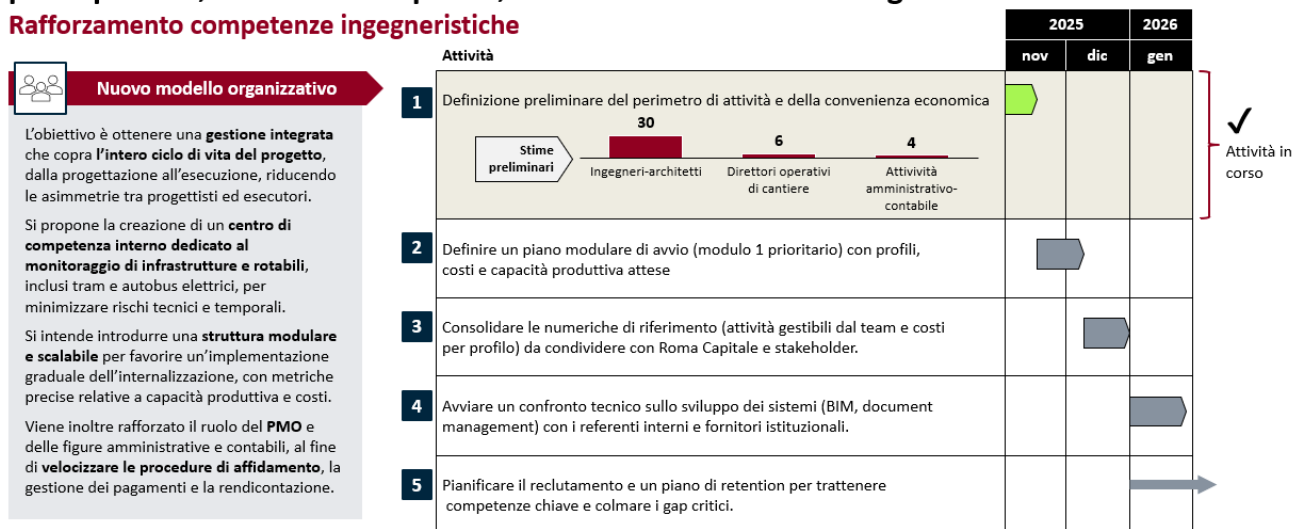 Rafforzamento competenze ingegneristiche
2025
2026
Attività
nov
dic
gen
Nuovo modello organizzativo
L'obiettivo è ottenere una gestione integrata
che copra l'intero ciclo di vita del progetto,
dalla progettazione all'esecuzione, riducendo
le asimmetrie tra progettisti ed esecutori.
Si propone la creazione di un centro di
competenza interno dedicato al
monitoraggio di infrastrutture e rotabili,
inclusi tram e autobus elettrici, per
minimizzare rischi tecnici e temporali.
Si intende introdurre una struttura modulare
e scalabile per favorire un'implementazione
graduale dell'internalizzazione, con metriche
precise relative a capacità produttiva e costi.
Viene inoltre rafforzato il ruolo del PMO e
delle figure amministrative e contabili, al fine
di velocizzare le procedure di affidamento, la
gestione dei pagamenti e la rendicontazione.
1
Definizione preliminare del perimetro di attività e della convenienza economica
Stime
preliminari
30
Ingegneri-architetti
6
Direttori operativi
di cantiere
4
Attivività
amministrativo-
contabile
✓
Attività in
corso
2
Definire un piano modulare di avvio (modulo 1 prioritario) con profili,
costi e capacità produttiva attese
3
Consolidare le numeriche di riferimento (attività gestibili dal team e costi
per profilo) da condividere con Roma Capitale e stakeholder.
4
Avviare un confronto tecnico sullo sviluppo dei sistemi (BIM, document
management) con i referenti interni e fornitori istituzionali.
5
Pianificare il reclutamento e un piano di retention per trattenere
competenze chiave e colmare i gap critici.